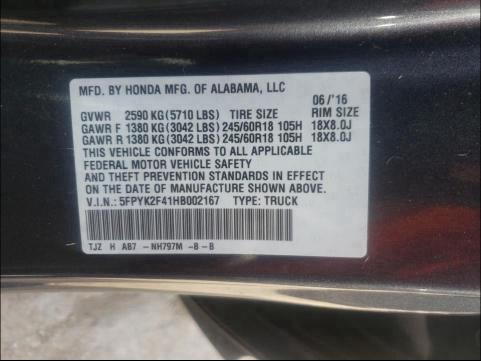 MFD. BY HONDA MFG. OF ALABAMA, LLC
06 /'16
GVWR 2590 KG (5710 LBS) TIRE SIZE RIM SIZE
GAWR F 1380 KG (3042 LBS) 245/60R18 105H 18X8.0J
GAWR R 1380 KG (3042 LBS) 245/60R18 105H 18X8.0J
THIS VEHICLE CONFORMS TO ALL APPLICABLE
FEDERAL MOTOR VEHICLE SAFETY
AND THEFT PREVENTION STANDARDS IN EFFECT
ON THE DATE OF MANUFACTURE SHOWN ABOVE.
V.I.N.: 5FPYK2F41HB002167 TYPE: TRUCK
TJZ H AB7 -NH797M -B -B